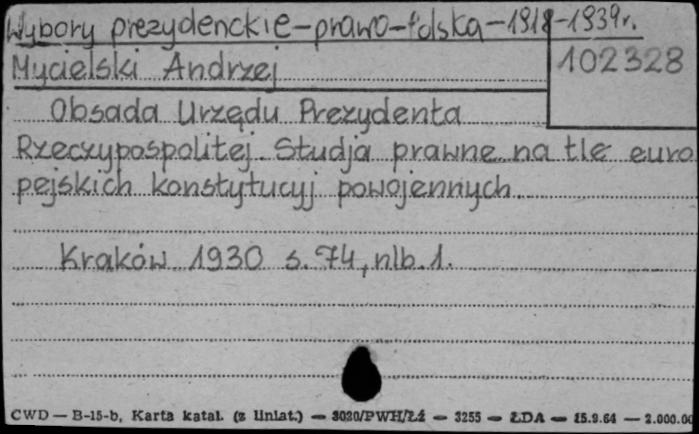 Wybory prezydenckie-prawo-Polska-1918-1939r.
Mycielski Andrzej
102328
Obsada Urzędu Prezydenta
Rzeczypospolitej. Studja prawne na tle euro
pejskich konstytucyj powojennych.
Kraków 1930 s. 74, nlb. 1.
CWD — B-15-b, Karta katal. (z liniat.) — 3020/PWH/Łż — 3255 — ŁDA — 15.9.64 — 2.000.00